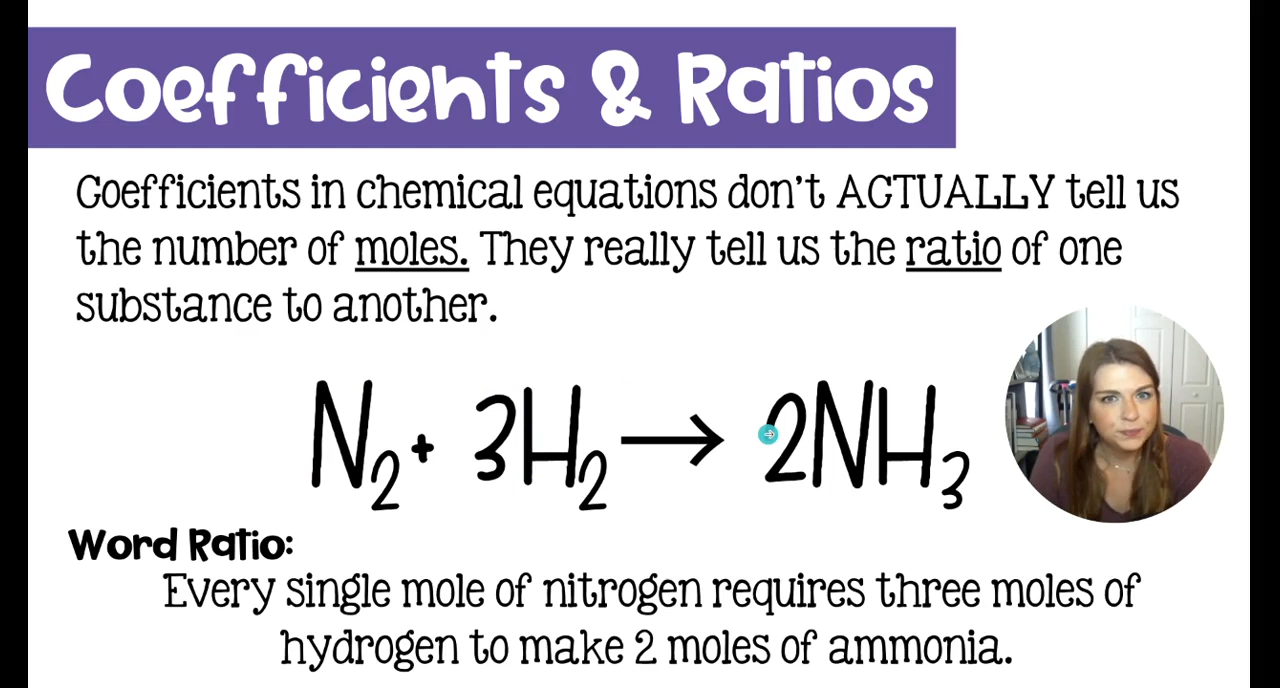 Coefficients & Ratios
Coefficients in chemical equations don't ACTUALLY tell us
the number of moles. They really tell us the ratio of one
substance to another.
N₂ + 3H₂ → 2NH₃
Word Ratio:
Every single mole of nitrogen requires three moles of
hydrogen to make 2 moles of ammonia.